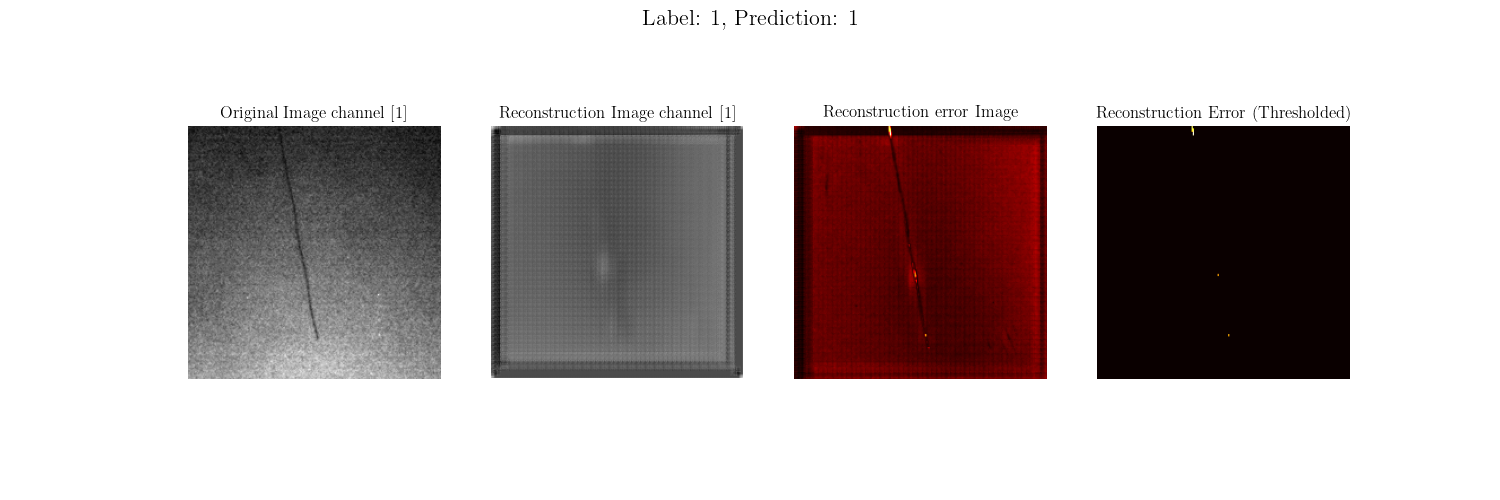 Label: 1, Prediction: 1
Original Image channel [1]
Reconstruction Image channel [1]
Reconstruction error Image
Reconstruction Error (Thresholded)